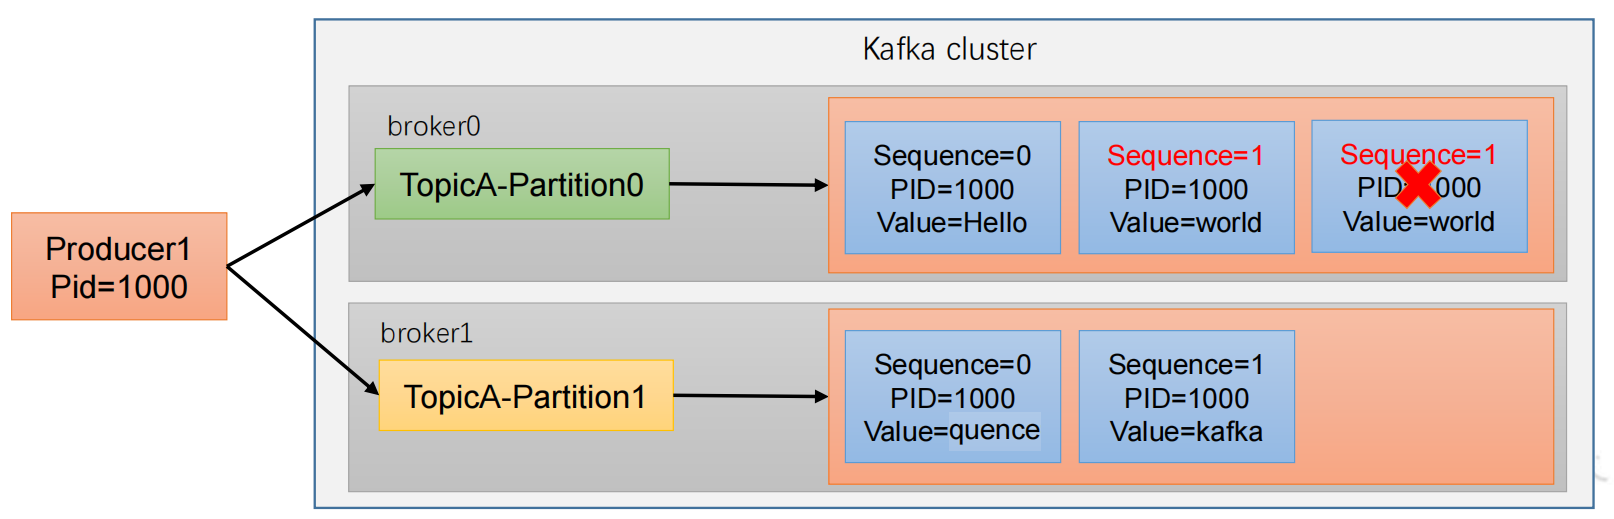 Kafka cluster
broker0
TopicA-Partition0
Sequence=0
PID=1000
Value=Hello
Sequence=1
PID=1000
Value=world
Sequence=1
PID=1000
Value=world
Producer1
Pid=1000
broker1
TopicA-Partition1
Sequence=0
PID=1000
Value=quence
Sequence=1
PID=1000
Value=kafka